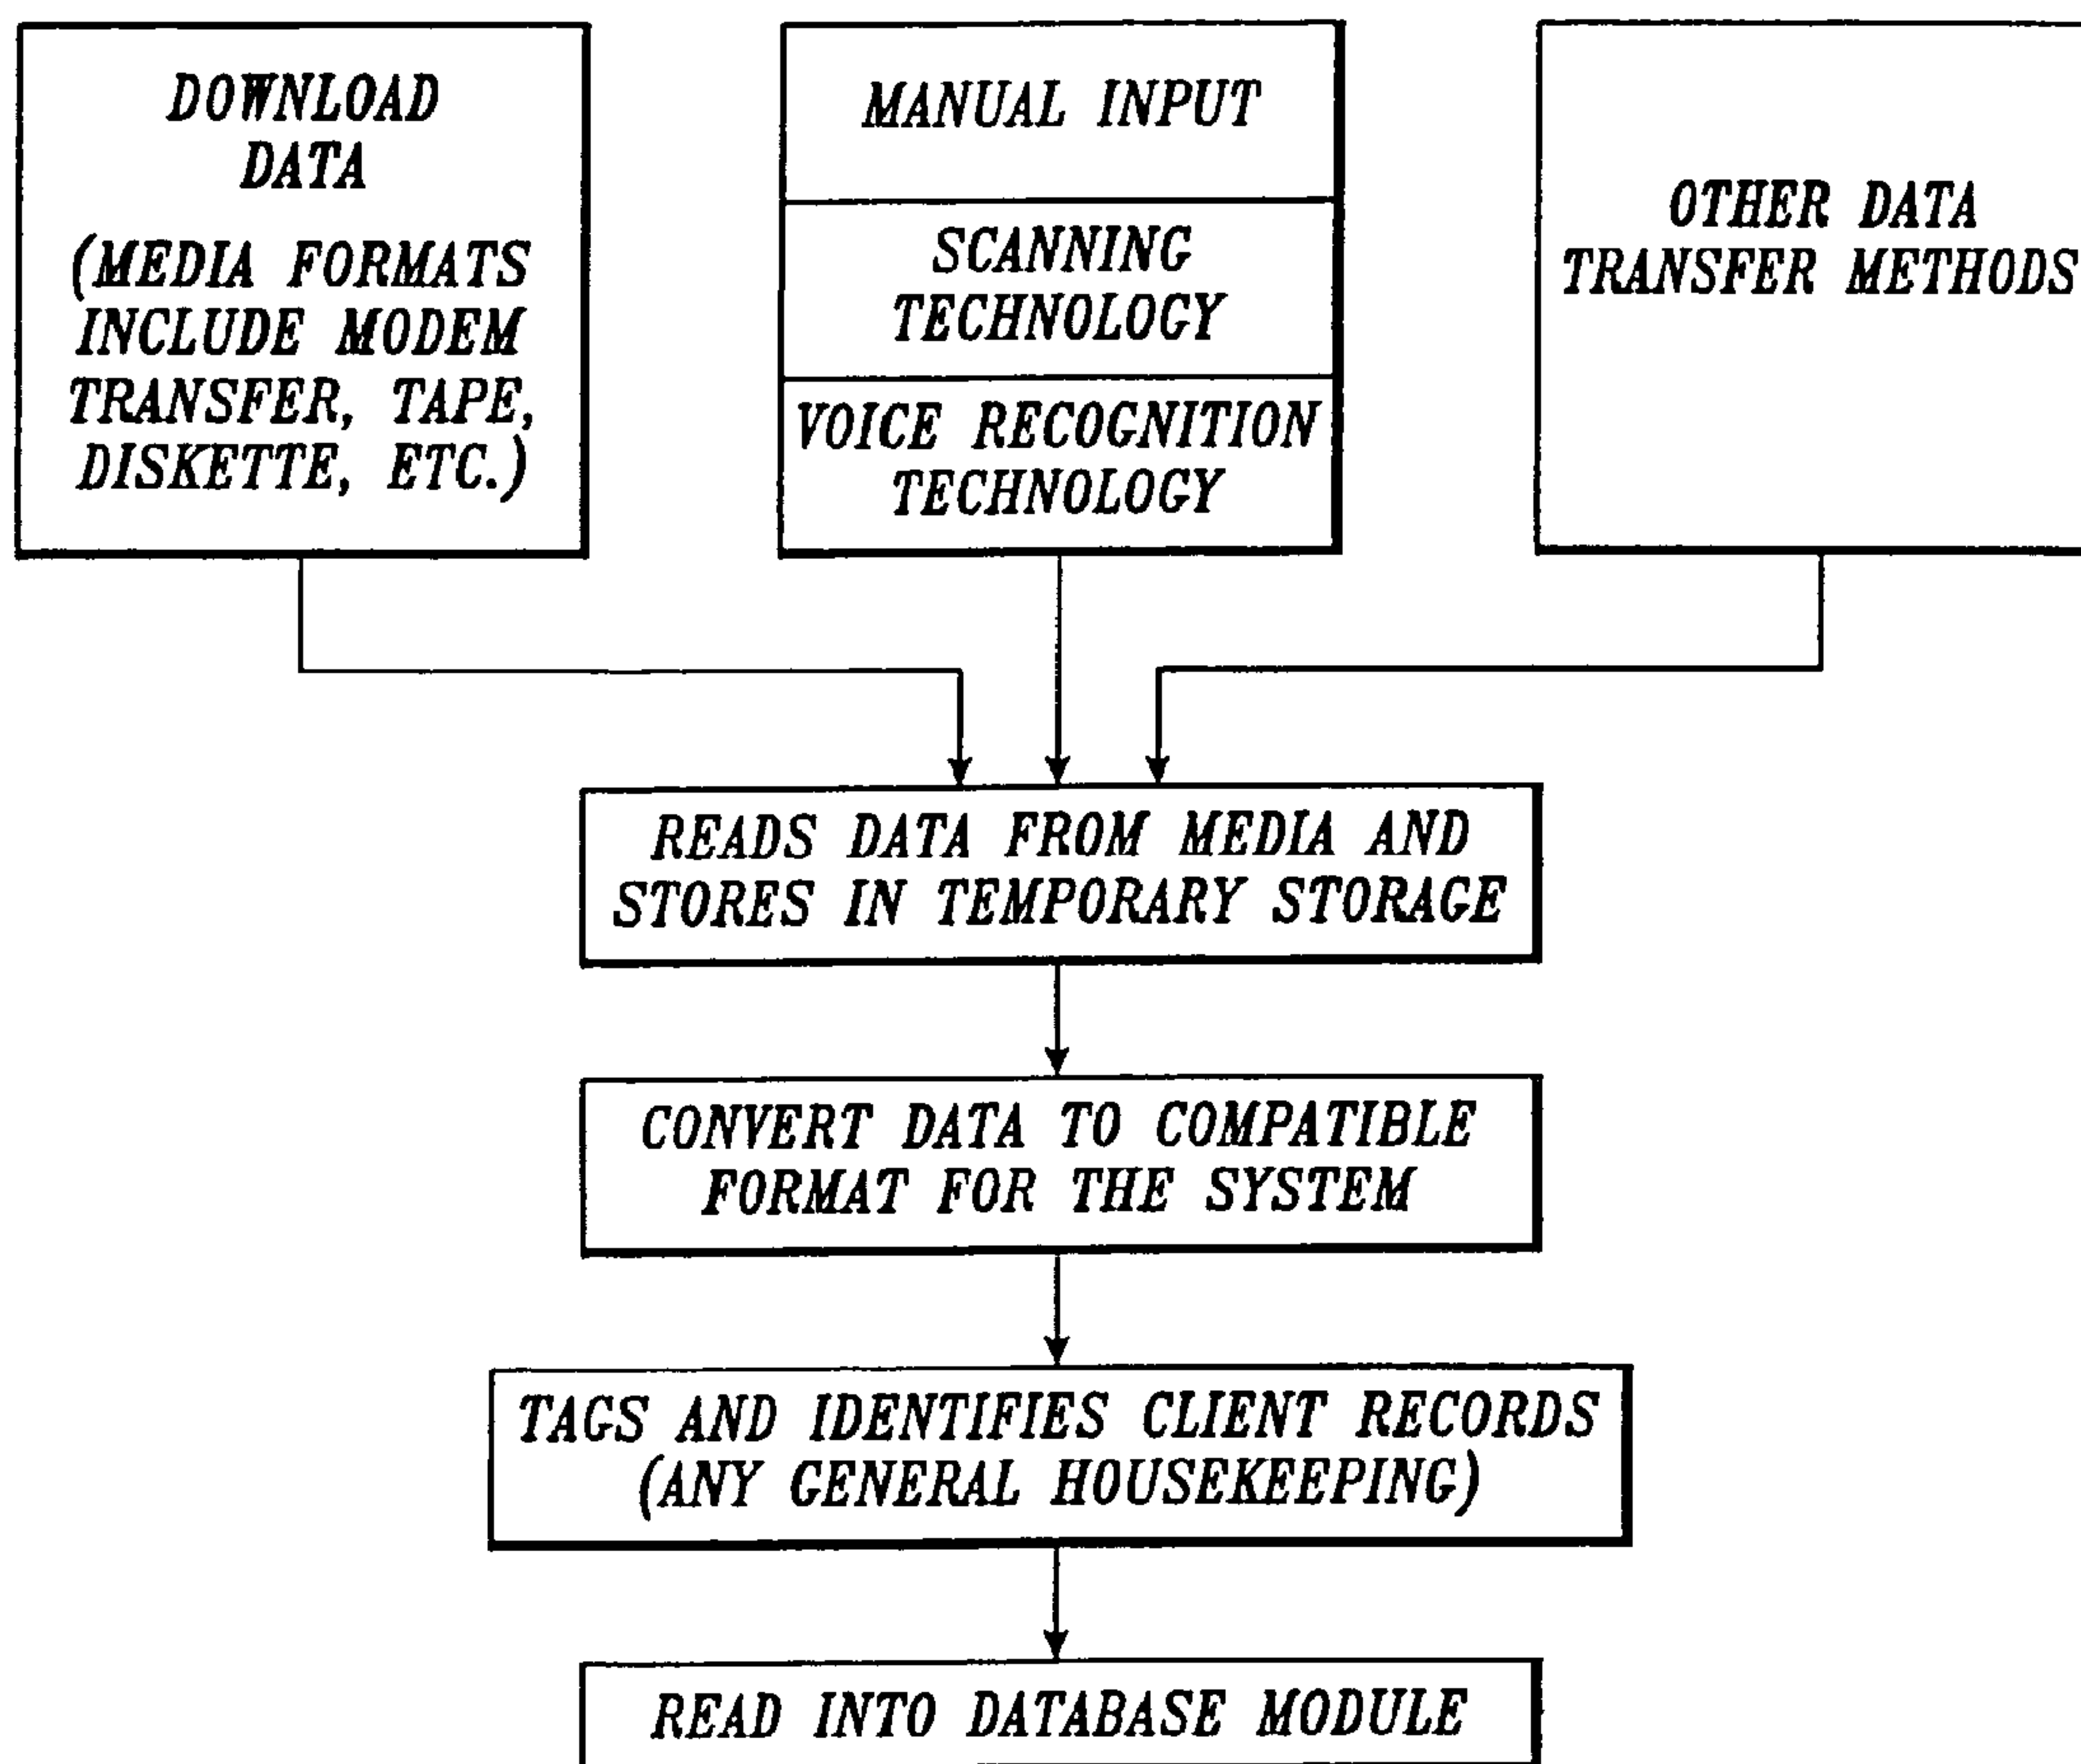 DOWNLOAD
DATA
(MEDIA FORMATS
INCLUDE MODEM
TRANSFER, TAPE,
DISKETTE, ETC.)
MANUAL INPUT
SCANNING
TECHNOLOGY
VOICE RECOGNITION
TECHNOLOGY
OTHER DATA
TRANSFER METHODS
READS DATA FROM MEDIA AND
STORES IN TEMPORARY STORAGE
CONVERT DATA TO COMPATIBLE
FORMAT FOR THE SYSTEM
TAGS AND IDENTIFIES CLIENT RECORDS
(ANY GENERAL HOUSEKEEPING)
READ INTO DATABASE MODULE